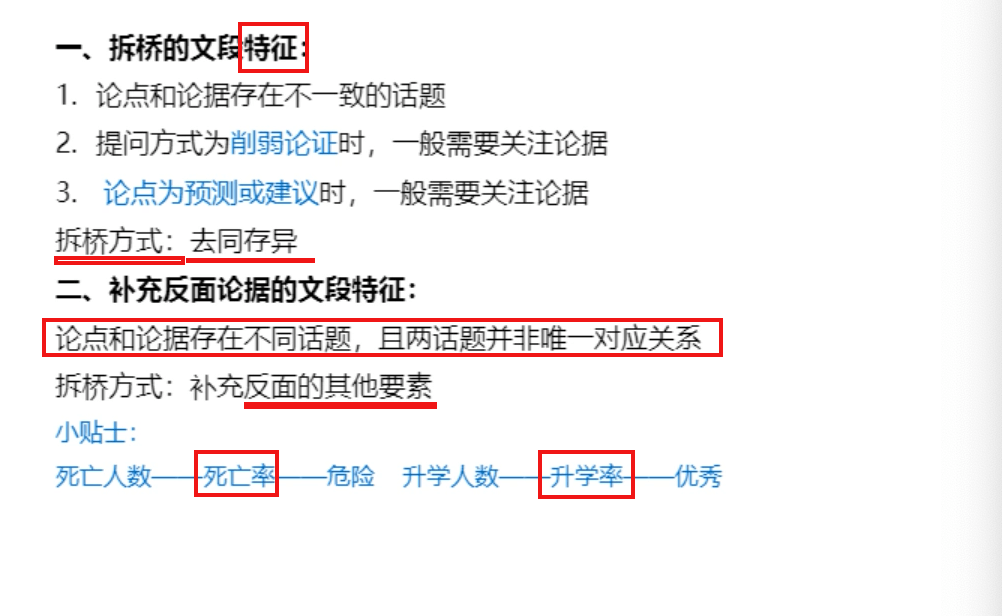 一、拆桥的文段特征：
1. 论点和论据存在不一致的话题
2. 提问方式为削弱论证时，一般需要关注论据
3. 论点为预测或建议时，一般需要关注论据
拆桥方式：去同存异
二、补充反面论据的文段特征：
论点和论据存在不同话题，且两话题并非唯一对应关系
拆桥方式：补充反面的其他要素
小贴士：
死亡人数——死亡率——危险 升学人数——升学率——优秀